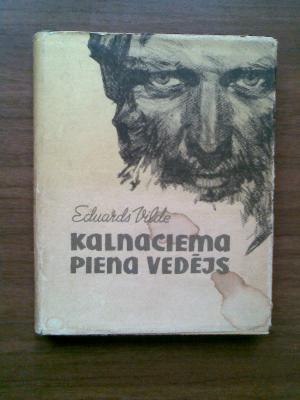 Eduards Vilde
KALNACIEMA
PIENA VEDĒJS